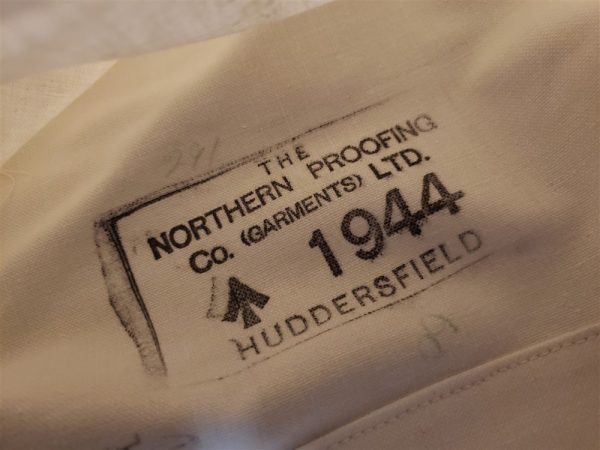 THE
NORTHERN PROOFING
CO. (GARMENTS) LTD.
1944
HUDDERSFIELD